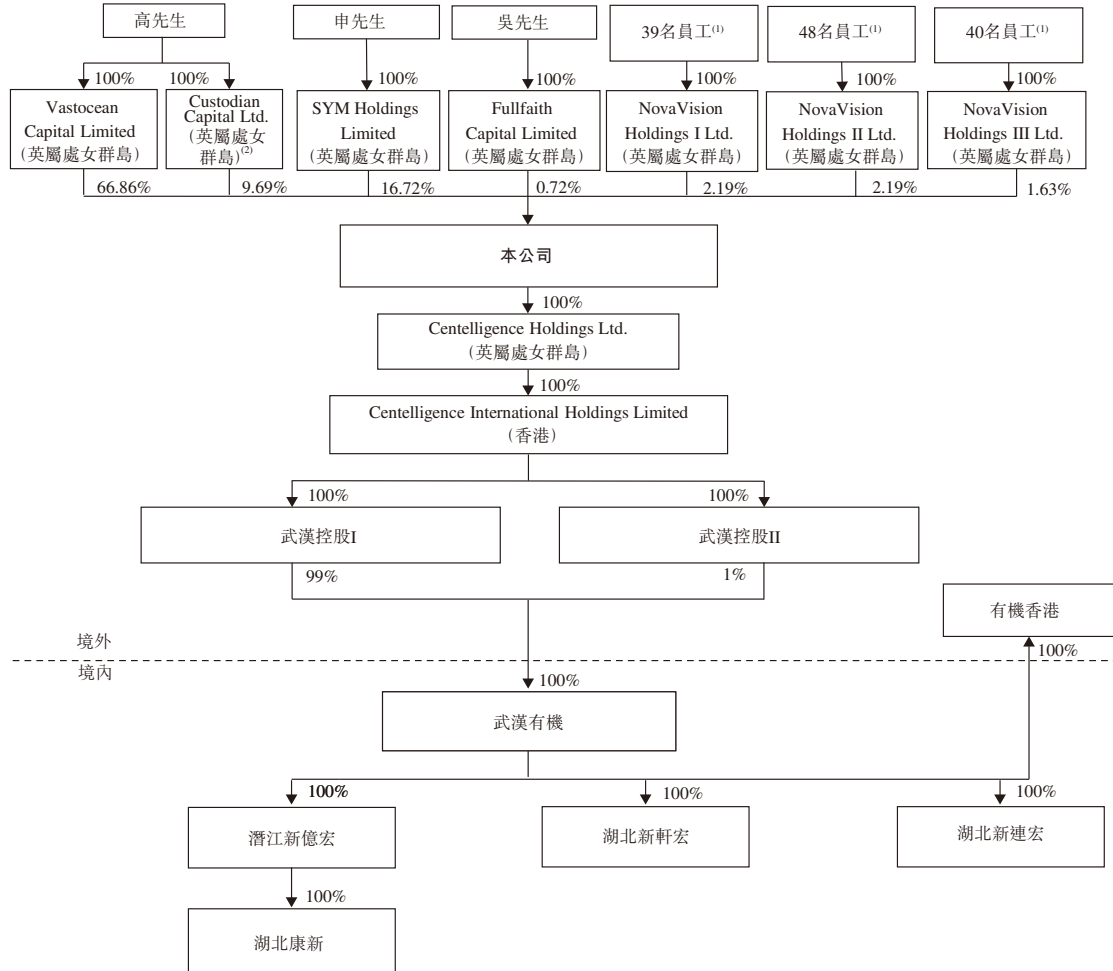 高先生
申先生
吳先生
39名員工(1)
48名員工(1)
40名員工(1)
100%
100%
100%
100%
100%
100%
100%
Vastocean
Capital Limited
(英屬處女群島)
Custodian
Capital Ltd.
(英屬處女
群島)(2)
SYM Holdings
Limited
(英屬處女群島)
Fullfaith
Capital Limited
(英屬處女群島)
NovaVision
Holdings I Ltd.
(英屬處女群島)
NovaVision
Holdings II Ltd.
(英屬處女群島)
NovaVision
Holdings III Ltd.
(英屬處女群島)
66.86%
9.69%
16.72%
0.72%
2.19%
2.19%
1.63%
本公司
100%
Centelligence Holdings Ltd.
(英屬處女群島)
100%
Centelligence International Holdings Limited
(香港)
100%
100%
武漢控股I
武漢控股II
99%
1%
有機香港
境外
100%
境內
100%
武漢有機
100%
100%
100%
潛江新億宏
湖北新軒宏
湖北新連宏
100%
湖北康新